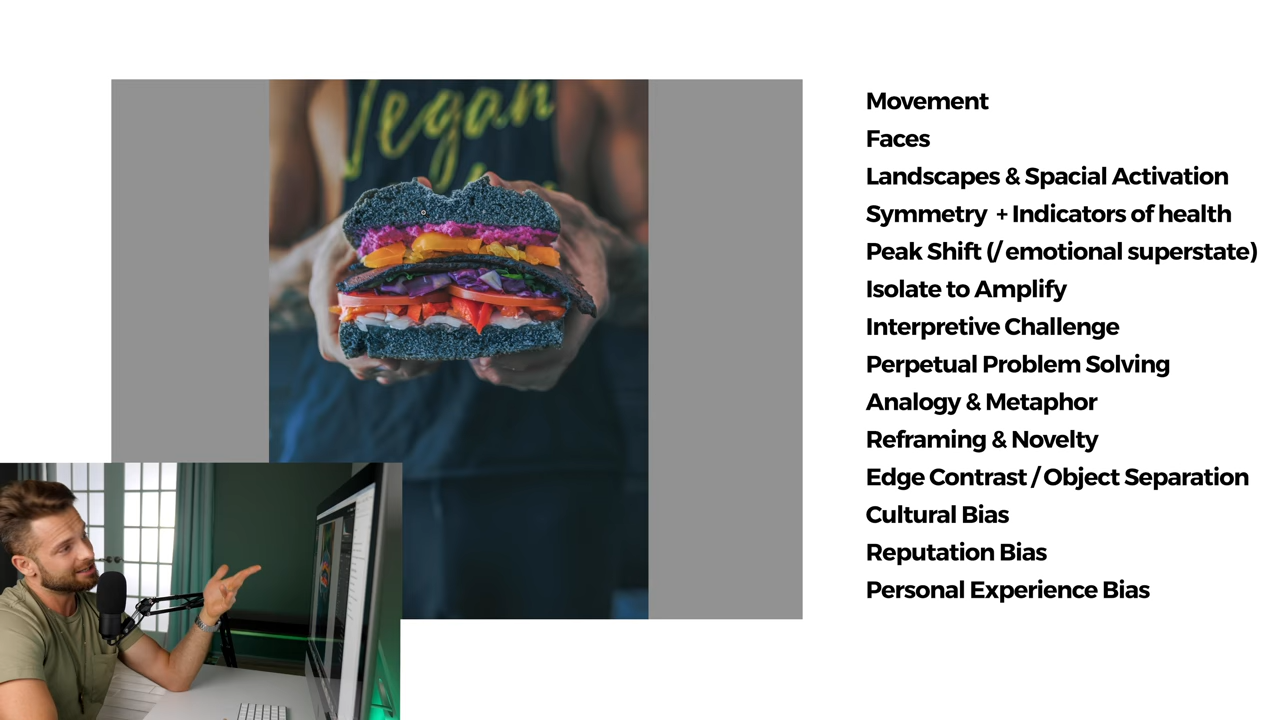 Vegan
Movement
Faces
Landscapes & Spacial Activation
Symmetry + Indicators of health
Peak Shift (/ emotional superstate)
Isolate to Amplify
Interpretive Challenge
Perpetual Problem Solving
Analogy & Metaphor
Reframing & Novelty
Edge Contrast / Object Separation
Cultural Bias
Reputation Bias
Personal Experience Bias